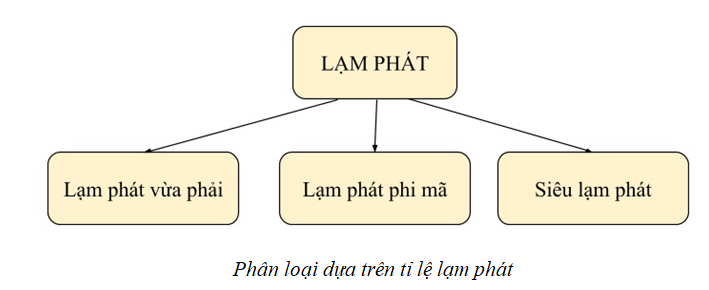 LẠM PHÁT
Lạm phát vừa phải
Lạm phát phi mã
Siêu lạm phát
Phân loại dựa trên tỉ lệ lạm phát